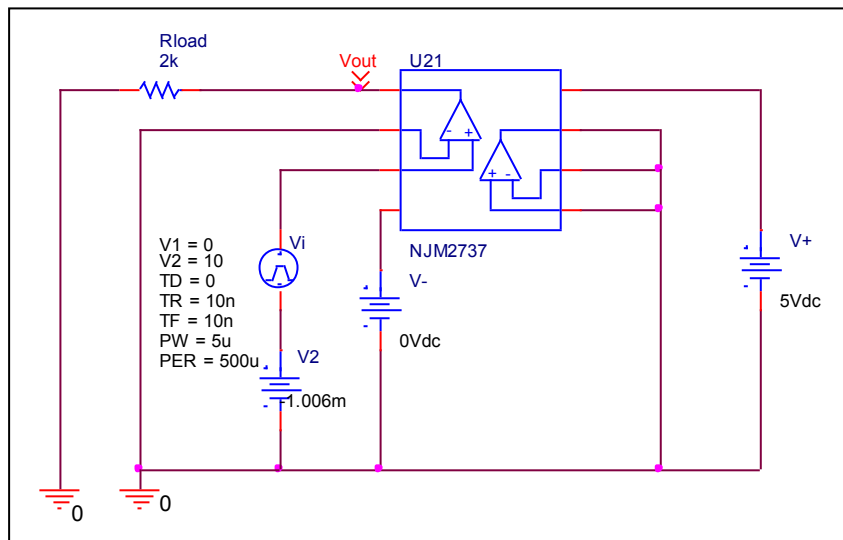 Rload
2k
Vout
U21
- +
+ -
NJM2737
V1 = 0
V2 = 10
TD = 0
TR = 10n
TF = 10n
PW = 5u
PER = 500u
Vi
V2
-1.006m
V-
0Vdc
V+
5Vdc
0
0